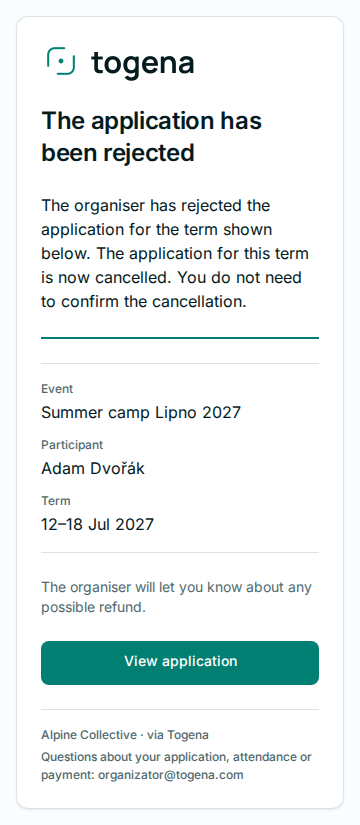 togena
The application has
been rejected
The organiser has rejected the
application for the term shown
below. The application for this term
is now cancelled. You do not need
to confirm the cancellation.
Event
Summer camp Lipno 2027
Participant
Adam Dvořák
Term
12–18 Jul 2027
The organiser will let you know about any
possible refund.
View application
Alpine Collective · via Togena
Questions about your application, attendance or
payment: organizator@togena.com